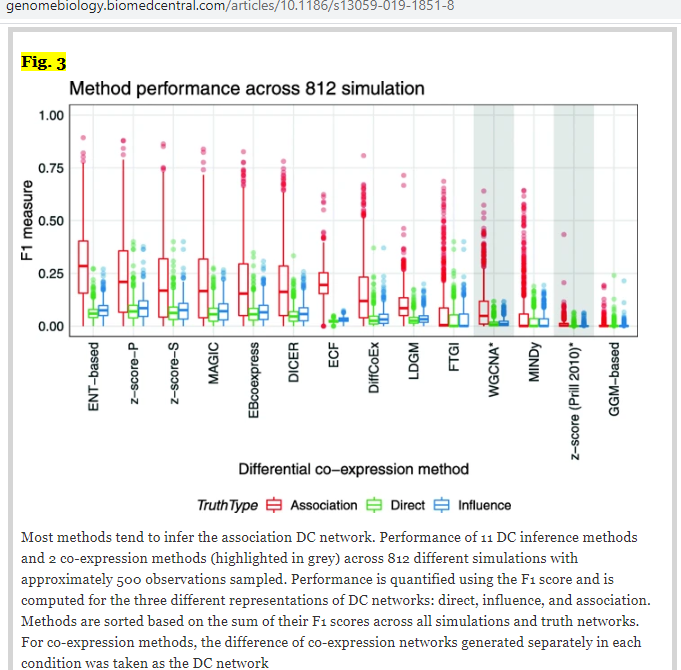 genomebiology.biomedcentral.com/articles/10.1186/s13059-019-1851-8
Fig. 3
Method performance across 812 simulation
F1 measure
1.00
0.75
0.50
0.25
0.00
ENT−based
z−score−P
z−score−S
MAGIC
EBcoexpress
DICER
ECF
DiffCoEx
LDGM
FTGI
WGCNA*
MINDy
z−score (Prill 2010)*
GGM−based
Differential co−expression method
TruthType Association Direct Influence
Most methods tend to infer the association DC network. Performance of 11 DC inference methods
and 2 co-expression methods (highlighted in grey) across 812 different simulations with
approximately 500 observations sampled. Performance is quantified using the F1 score and is
computed for the three different representations of DC networks: direct, influence, and association.
Methods are sorted based on the sum of their F1 scores across all simulations and truth networks.
For co-expression methods, the difference of co-expression networks generated separately in each
condition was taken as the DC network